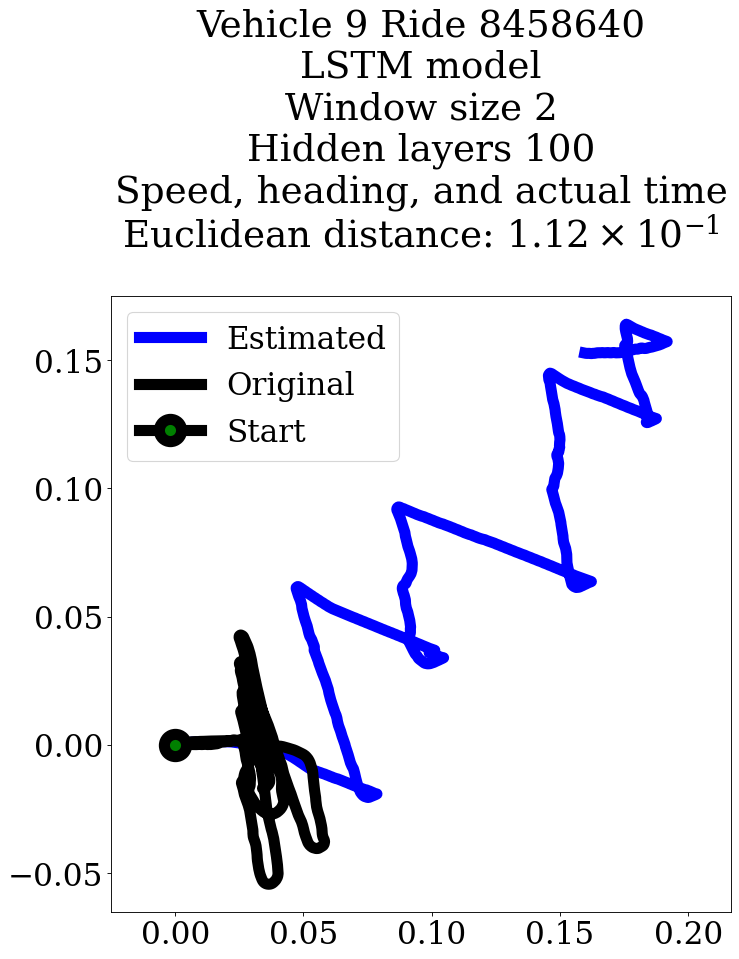 Vehicle 9 Ride 8458640
LSTM model
Window size 2
Hidden layers 100
Speed, heading, and actual time
Euclidean distance: 1.12 × 10⁻¹
Estimated
Original
Start
0.15
0.10
0.05
0.00
−0.05
0.00 0.05 0.10 0.15 0.20